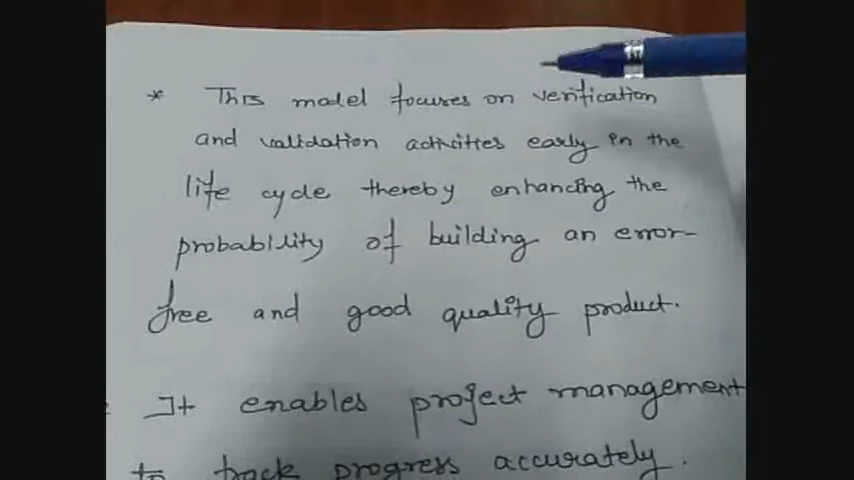 * This model focuses on verification
and validation activities early in the
life cycle thereby enhancing the
probability of building an error-
free and good quality product.
It enables project management
to track progress accurately.